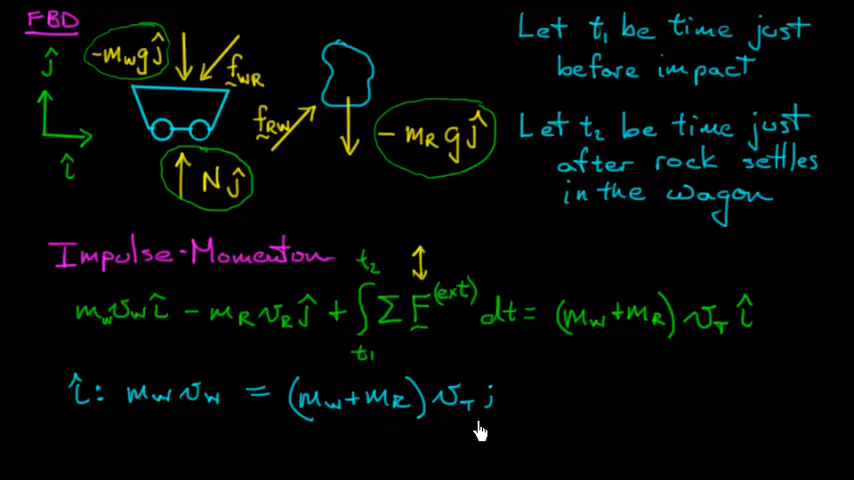 FBD
-m_W g ĵ
f_WR
ĵ
î
f_RW
- m_R g ĵ
N ĵ
Let t₁ be time just
before impact
Let t₂ be time just
after rock settles
in the wagon
Impulse-Momentum
m_W v_W î - m_R v_R ĵ + ∫_{t₁}^{t₂} Σ F^(ext) dt = (m_W + m_R) v_T î
î: m_W v_W = (m_W + m_R) v_T ;